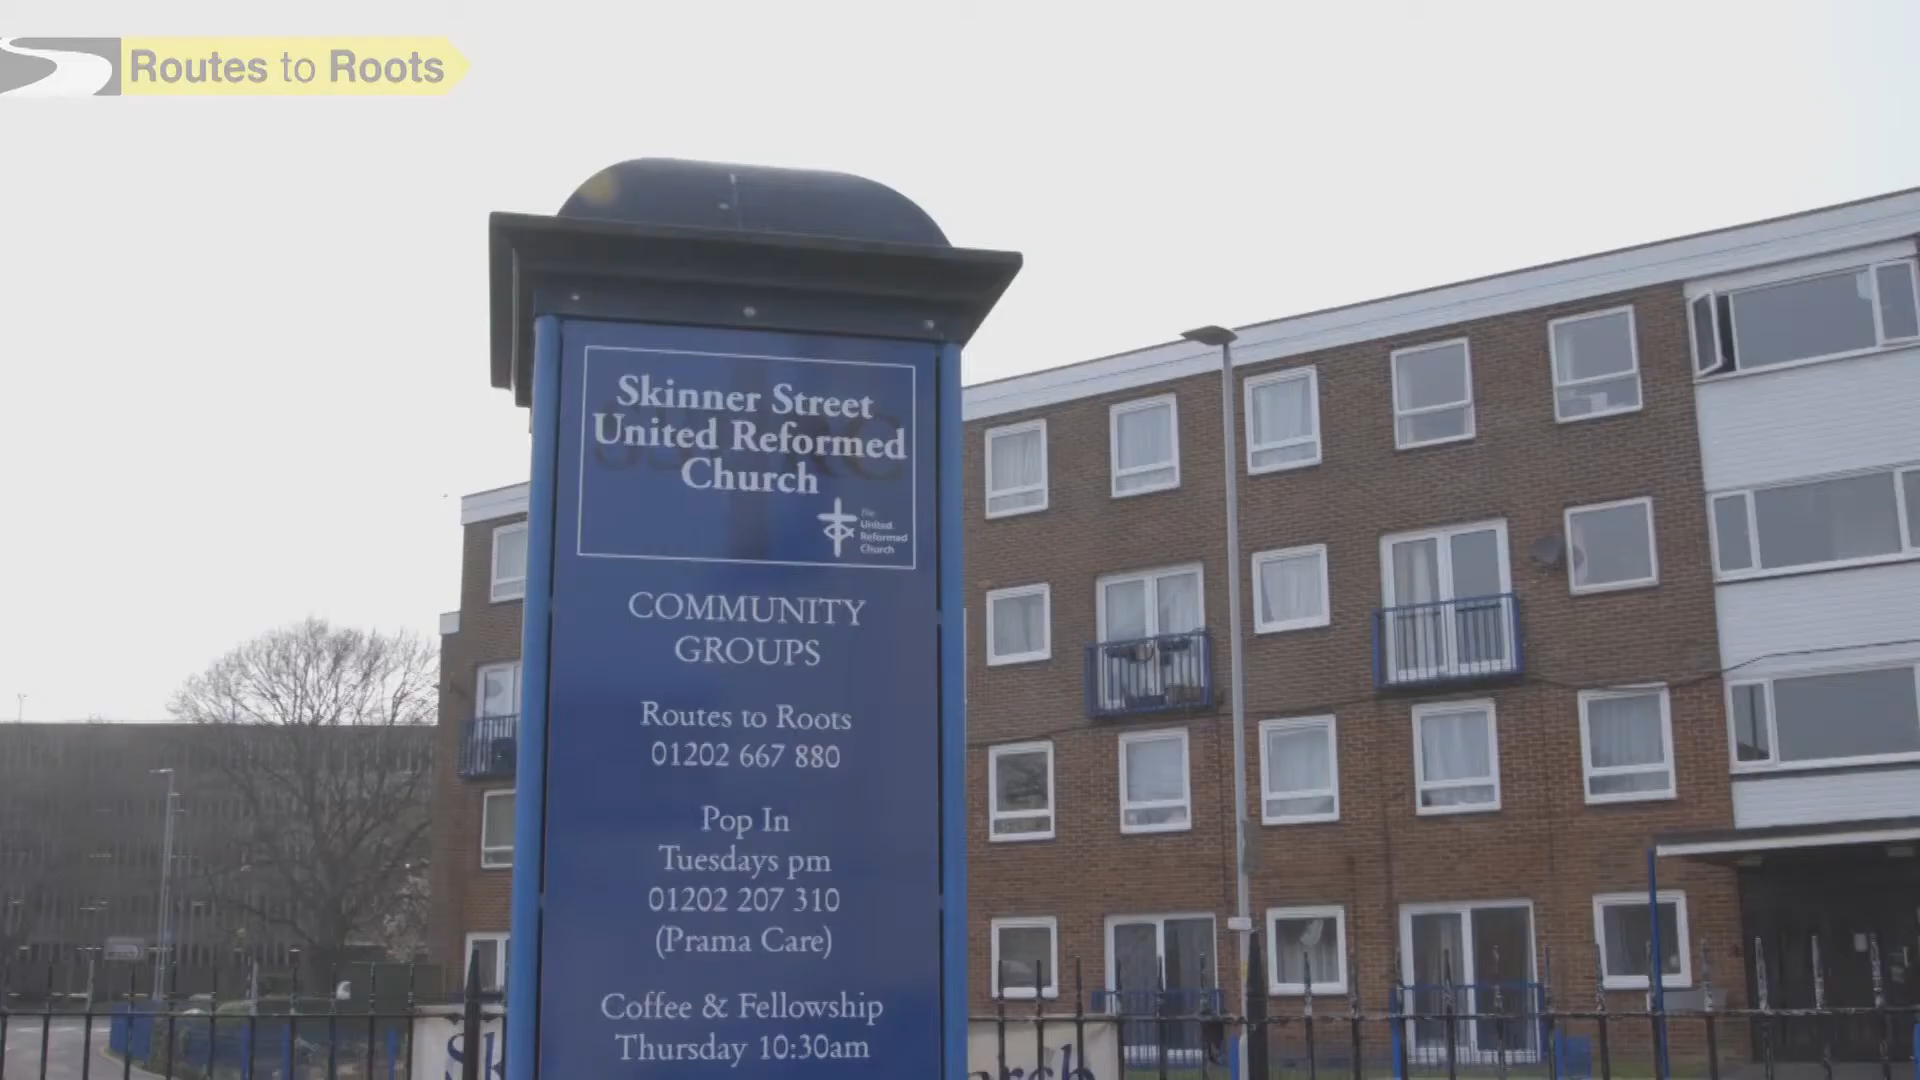 Routes to Roots
Skinner Street
United Reformed
Church
The
United
Reformed
Church
COMMUNITY
GROUPS
Routes to Roots
01202 667 880
Pop In
Tuesdays pm
01202 207 310
(Prama Care)
Coffee & Fellowship
Thursday 10:30am